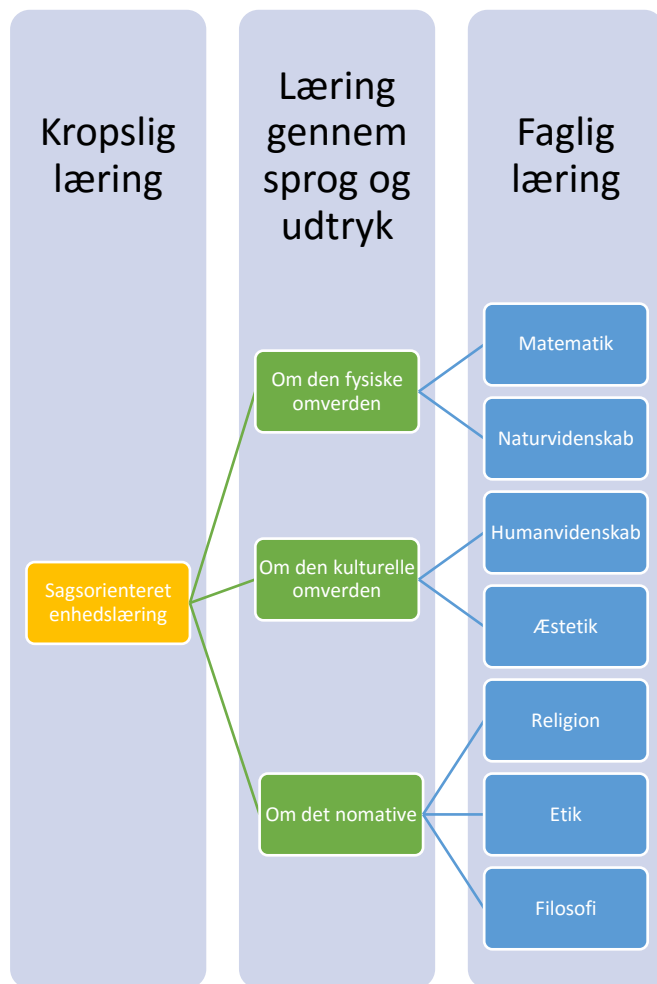 Kropslig
læring
Læring
gennem
sprog og
udtryk
Faglig
læring
Sagsorienteret
enhedslæring
Om den fysiske
omverden
Om den kulturelle
omverden
Om det nomative
Matematik
Naturvidenskab
Humanvidenskab
Æstetik
Religion
Etik
Filosofi